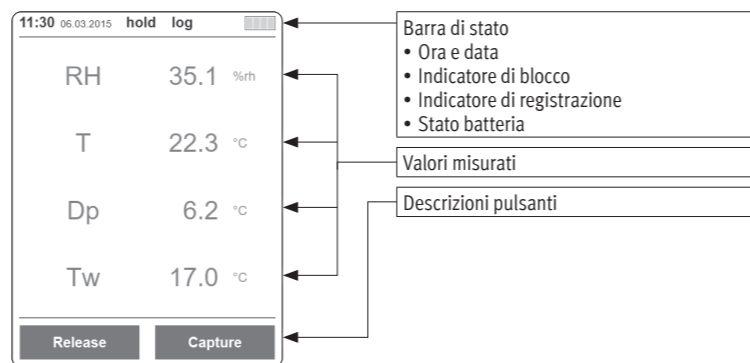 11:30 06.03.2015 hold log
RH 35.1 %rh
T 22.3 °C
Dp 6.2 °C
Tw 17.0 °C
Release Capture
Barra di stato
• Ora e data
• Indicatore di blocco
• Indicatore di registrazione
• Stato batteria
Valori misurati
Descrizioni pulsanti